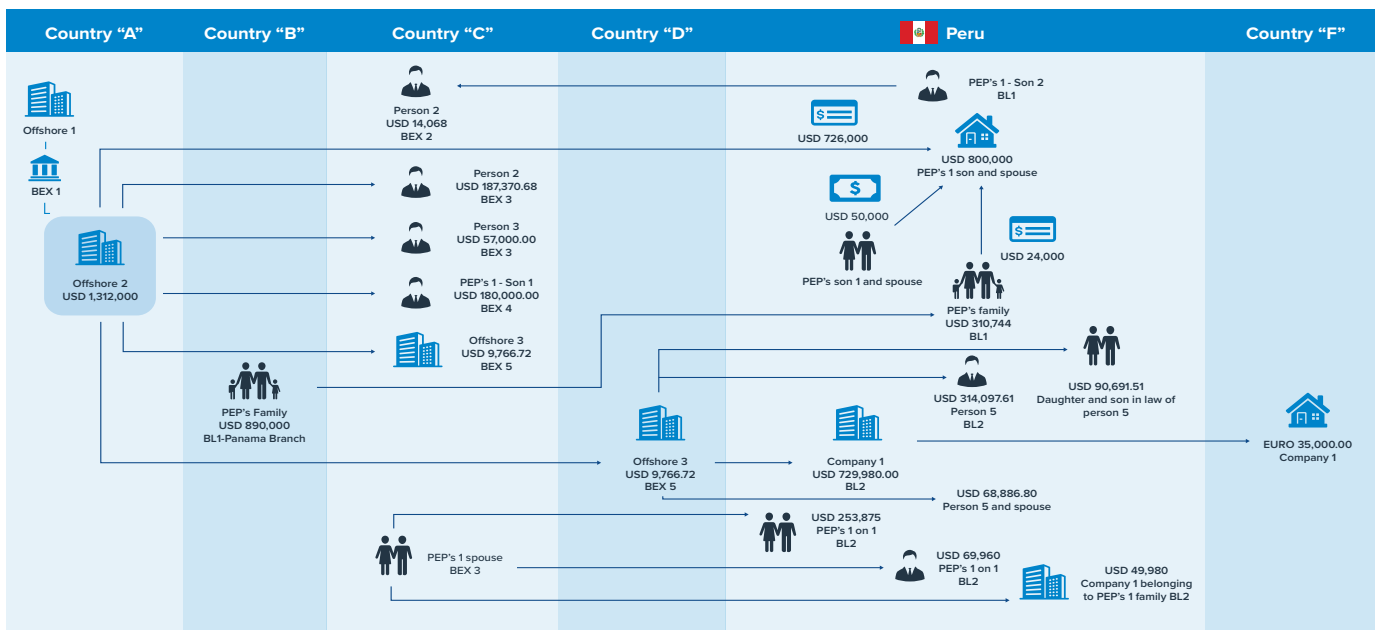 Country “A”
Country “B”
Country “C”
Country “D”
Peru
Country “F”
Offshore 1
BEX 1
Offshore 2
USD 1,312,000
PEP's Family
USD 890,000
BL1-Panama Branch
Person 2
USD 14,068
BEX 2
Person 2
USD 187,370.68
BEX 3
Person 3
USD 57,000.00
BEX 3
PEP's 1 - Son 1
USD 180,000.00
BEX 4
Offshore 3
USD 9,766.72
BEX 5
PEP's 1 spouse
BEX 3
Offshore 3
USD 9,766.72
BEX 5
PEP's 1 - Son 2
BL1
$
USD 726,000
USD 800,000
PEP's 1 son and spouse
$
USD 50,000
PEP's son 1 and spouse
$
USD 24,000
PEP's family
USD 310,744
BL1
USD 90,691.51
Daughter and son in law of
person 5
USD 314,097.61
Person 5
BL2
Company 1
USD 729,980.00
BL2
USD 68,886.80
Person 5 and spouse
USD 253,875
PEP's 1 on 1
BL2
USD 69,960
PEP's 1 on 1
BL2
USD 49,980
Company 1 belonging
to PEP's 1 family BL2
EURO 35,000.00
Company 1